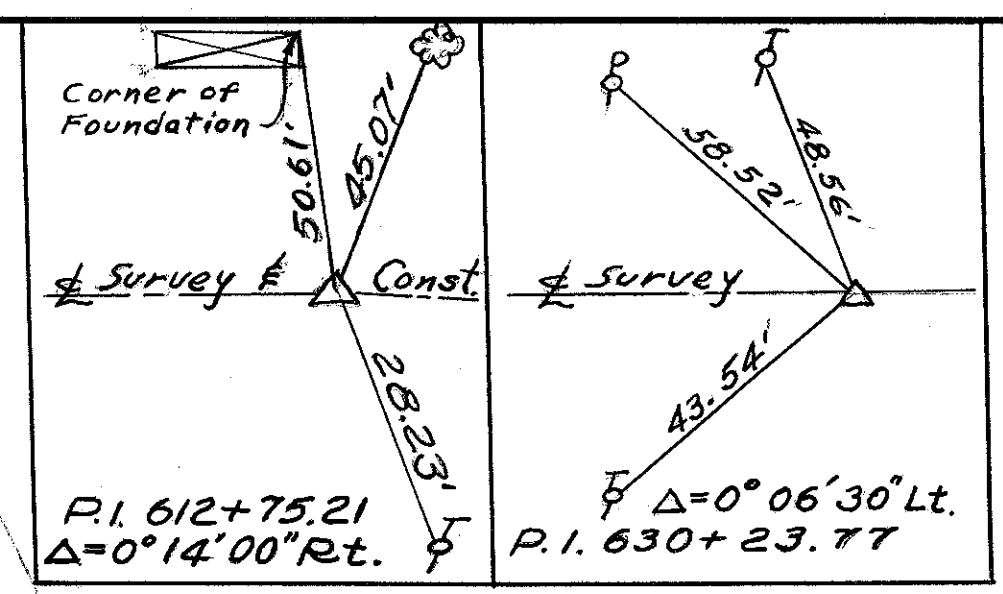 Corner of
Foundation
50.61'
45.07'
℄ Survey & Const.
28.23'
P.I. 612+75.21
Δ=0°14'00"Rt.
T
P
T
58.52'
48.56'
℄ Survey
43.54'
T
Δ=0°06'30"Lt.
P.I. 630+23.77